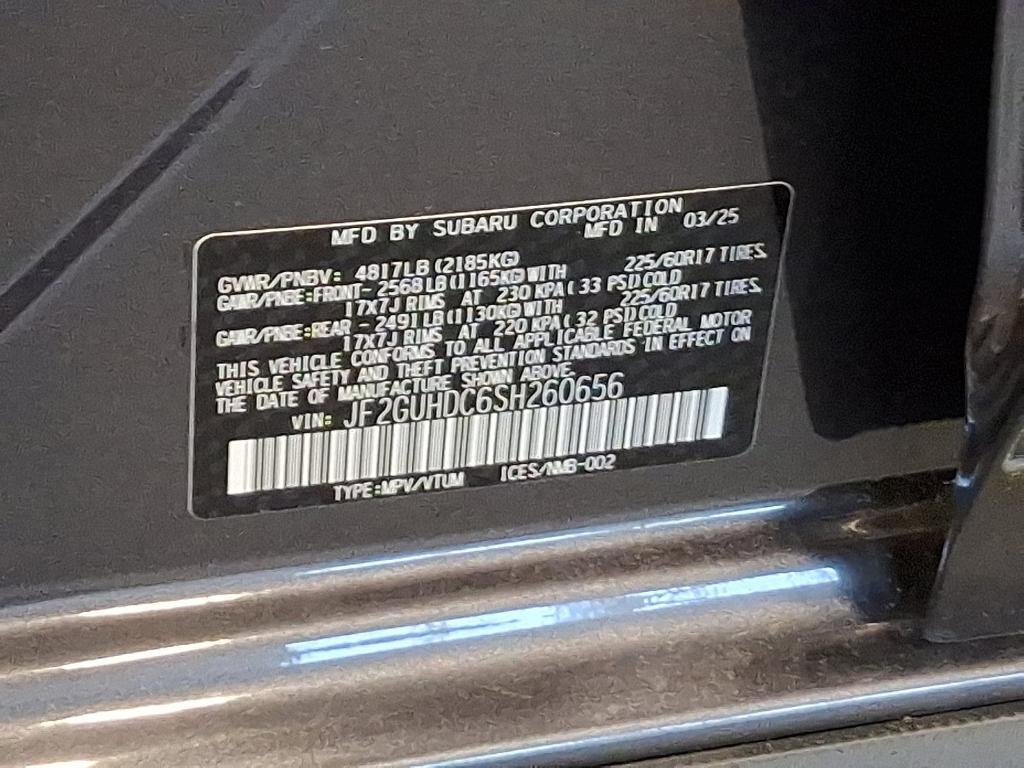 MFD BY SUBARU CORPORATION
MFD IN 03/25
GVWR/PNBV: 4817LB(2185KG)
GAWR/PNBE:FRONT-2568LB(1165KG)WITH 225/60R17 TIRES.
17x7J RIMS AT 230 KPA(33 PSI)COLD
GAWR/PNBE:REAR -2491LB(1130KG)WITH 225/60R17 TIRES.
17x7J RIMS AT 220 KPA(32 PSI)COLD
THIS VEHICLE CONFORMS TO ALL APPLICABLE FEDERAL MOTOR
VEHICLE SAFETY AND THEFT PREVENTION STANDARDS IN EFFECT ON
THE DATE OF MANUFACTURE SHOWN ABOVE.
VIN: JF2GUHDC6SH260656
TYPE:MPV/VTUM ICES/NMB-002